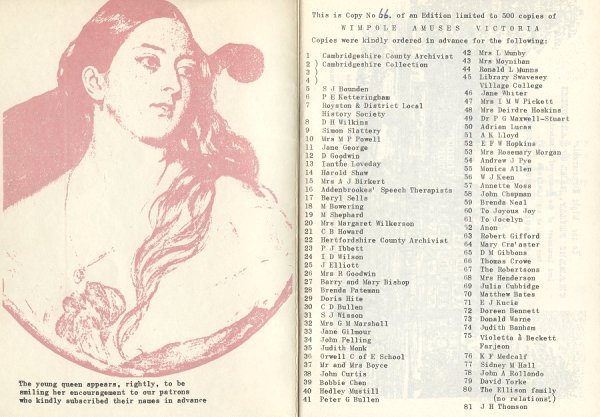 The young queen appears, rightly, to be
smiling her encouragement to our patrons
who kindly subscribed their names in advance
This is Copy No 66. of an Edition limited to 500 copies of
WIMPOLE AMUSES VICTORIA
Copies were kindly ordered in advance for the following:
1 Cambridgeshire County Archivist
2 ) Cambridgeshire Collection
3 )
4 )
5 S J Bounden
6 P E Ketteringham
7 Royston & District Local
History Society
8 D H Wilkins
9 Simon Slattery
10 Mrs M P Powell
11 Jane George
12 D Goodwin
13 Ianthe Loveday
14 Harold Shaw
15 Mrs A J Birkert
16 Addenbrookes' Speech Therapists
17 Beryl Sells
18 M Bowering
19 M Shephard
20 Mrs Margaret Wilkerson
21 C B Howard
22 Hertfordshire County Archivist
23 P J Ibbett
24 I D Wilson
25 J Elliott
26 Mrs R Goodwin
27 Barry and Mary Bishop
28 Brenda Pateman
29 Doris Hite
30 C D Bullen
31 S J Wisson
32 Mrs G M Marshall
33 Jane Gilmour
34 John Pelling
35 Judith Monk
36 Orwell C of E School
37 Mr and Mrs Boyce
38 John Curtis
39 Babbie Chen
40 Hedley Mustill
41 Peter G Bullen
42 Mrs L Munby
43 Mrs Moynihan
44 Ronald L Munns
45 Library Swavesey
Village College
46 Jane Whiter
47 Mrs I M W Pickett
48 Mrs Deirdre Hoskins
49 Dr P G Maxwell-Stuart
50 Adrian Lucas
51 A K Lloyd
52 E F W Hopkins
53 Mrs Rosemary Morgan
54 Andrew J Pye
55 Monica Allen
56 W J Keen
57 Annette Moss
58 John Chapman
59 Brenda Neal
60 To Joyous Joy
61 To Jocelyn
62 Anon
63 Robert Gifford
64 Mary Cra'aster
65 D M Gibbons
66 Thomas Crowe
67 The Robertsons
68 Mrs Henderson
69 Julia Cubbidge
70 Matthew Bates
71 E J Kucia
72 Doreen Bennett
73 Donald Warne
74 Judith Banham
75 Violetta à Beckett
Farjeon
76 K F Medcalf
77 Sidney M Hall
78 John A Rollando
79 David Yorke
80 The Ellison family
(no relations!)
81 J H Thomson